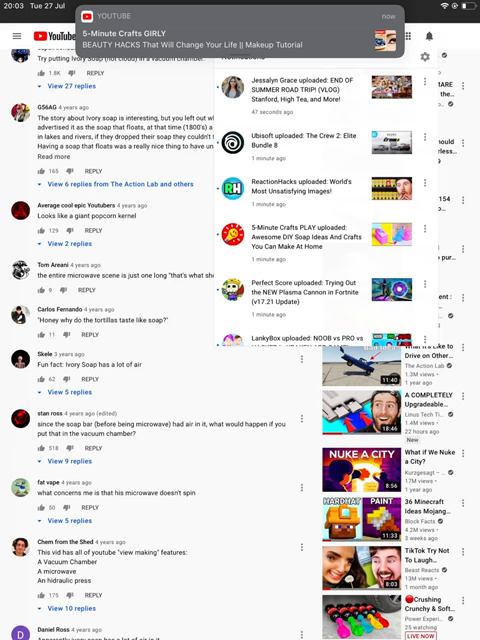 20:03 Tue 27 Jul
YOUTUBE
now
5-Minute Crafts GIRLY
BEAUTY HACKS That Will Change Your Life || Makeup Tutorial
YouTube
Try putting Ivory Soap (not cloud) in a vacuum chamber.
1.8K REPLY
View 27 replies
G56AG 4 years ago
The story about Ivory soap is interesting, but you left ou
advertised it as the soap that floats, at that time (1800's) a
in lakes and rivers, if they dropped their soap they couldn't f
Having a soap that floats was a really nice thing to have un
Read more
165 REPLY
View 6 replies from The Action Lab and others
Average cool epic Youtubers 4 years ago
Looks like a giant popcorn kernel
129 REPLY
View 2 replies
Tom Areani 4 years ago
the entire microwave scene is just one long "that's what she
9 REPLY
Carlos Fernando 4 years ago
"Honey why do the tortillas taste like soap?"
11 REPLY
Skele 3 years ago
Fun fact: Ivory Soap has a lot of air
62 REPLY
View 5 replies
stan ross 4 years ago (edited)
since the soap bar (before being microwave) had air in it, what would happen if you
put that in the vacuum chamber?
518 REPLY
View 9 replies
fat vape 4 years ago
what concerns me is that his microwave doesn't spin
50 REPLY
View 5 replies
Chem from the Shed 4 years ago
This vid has all of youtube "view making" features:
A Vacuum Chamber
A microwave
An hidraulic press
175 REPLY
View 10 replies
D
Daniel Ross 4 years ago
Jessalyn Grace uploaded: END OF
SUMMER ROAD TRIP! (VLOG)
Stanford, High Tea, and More!
47 seconds ago
Ubisoft uploaded: The Crew 2: Elite
Bundle 8
1 minute ago
ReactionHacks uploaded: World's
Most Unsatisfying Images!
1 minute ago
RH
5-Minute Crafts PLAY uploaded:
Awesome DIY Soap Ideas And Crafts
You Can Make At Home
1 minute ago
Perfect Score uploaded: Trying Out
the NEW Plasma Cannon in Fortnite
(v17.21 Update)
1 minute ago
LankyBox uploaded: NOOB vs PRO vs
What It's Like to
Drive on Other...
The Action Lab
1.3M views •
1 year ago
11:40
A COMPLETELY
Upgradeable...
Linus Tech Ti...
1.4M views •
22 hours ago
New
18:46
What if We Nuke
a City?
Kurzgesagt – ...
17M views •
1 year ago
NUKE A CITY
8:56
36 Minecraft
Ideas Mojang...
Block Facts
4.2M views •
3 weeks ago
HARDHAT PAINT
11:33
TikTok Try Not
To Laugh...
Beast Reacts
13M views •
1 month ago
8:03
Crushing
Crunchy & Soft...
Power Experi...
25 watching
LIVE NOW